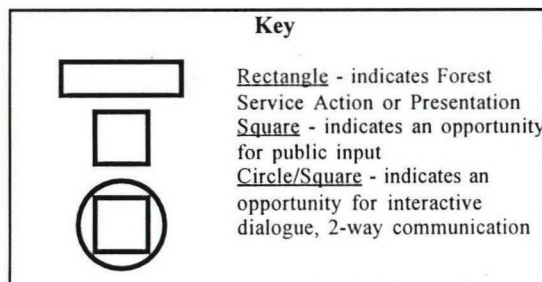 Key
Rectangle - indicates Forest
Service Action or Presentation
Square - indicates an opportunity
for public input
Circle/Square - indicates an
opportunity for interactive
dialogue, 2-way communication